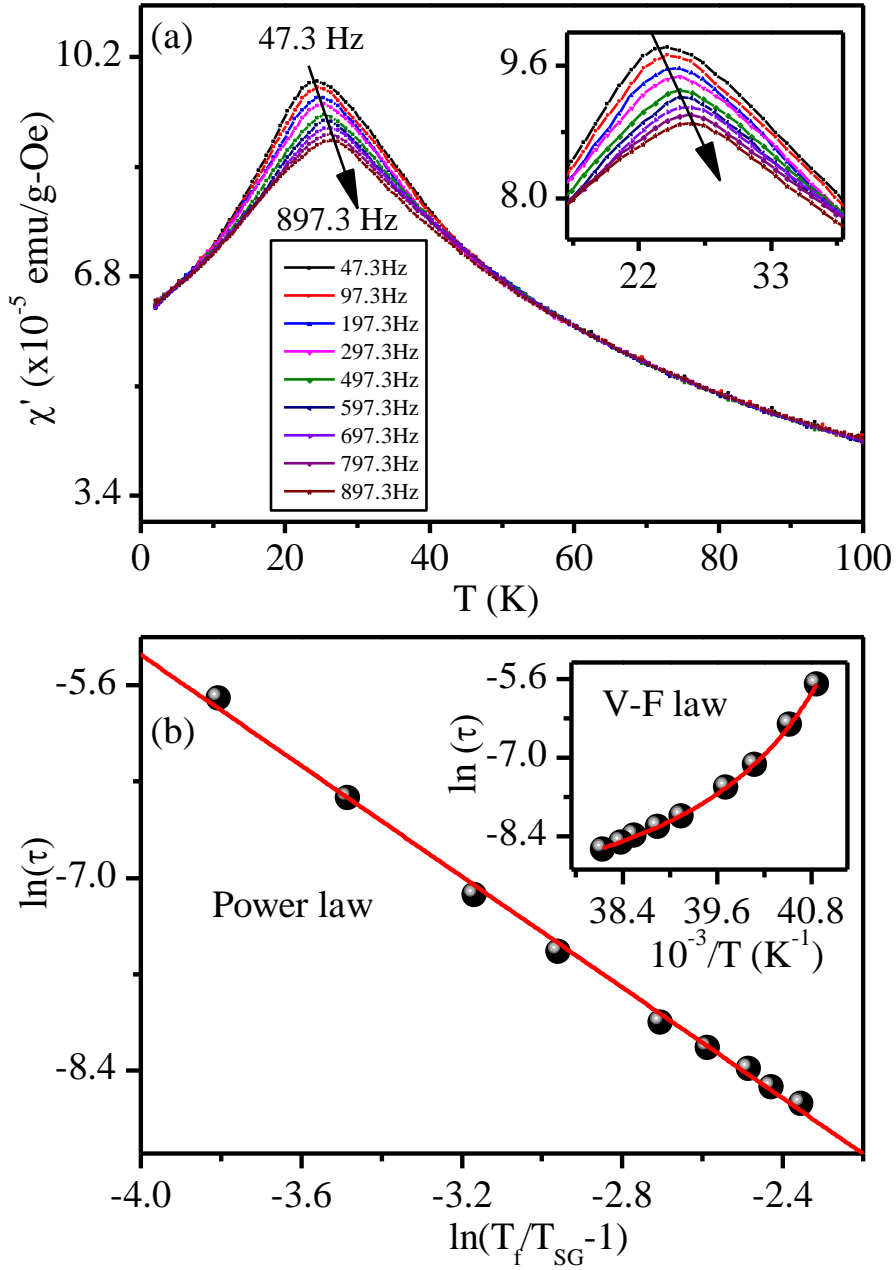 (a)
47.3 Hz
897.3 Hz
10.2
6.8
3.4
χ' (x10⁻⁵ emu/g-Oe)
47.3Hz
97.3Hz
197.3Hz
297.3Hz
497.3Hz
597.3Hz
697.3Hz
797.3Hz
897.3Hz
9.6
8.0
22 33
0 20 40 60 80 100
T (K)
(b)
-5.6
-7.0
-8.4
ln(τ)
Power law
V-F law
-5.6
-7.0
-8.4
ln (τ)
38.4 39.6 40.8
10⁻³/T (K⁻¹)
-4.0 -3.6 -3.2 -2.8 -2.4
ln(T_f/T_SG-1)